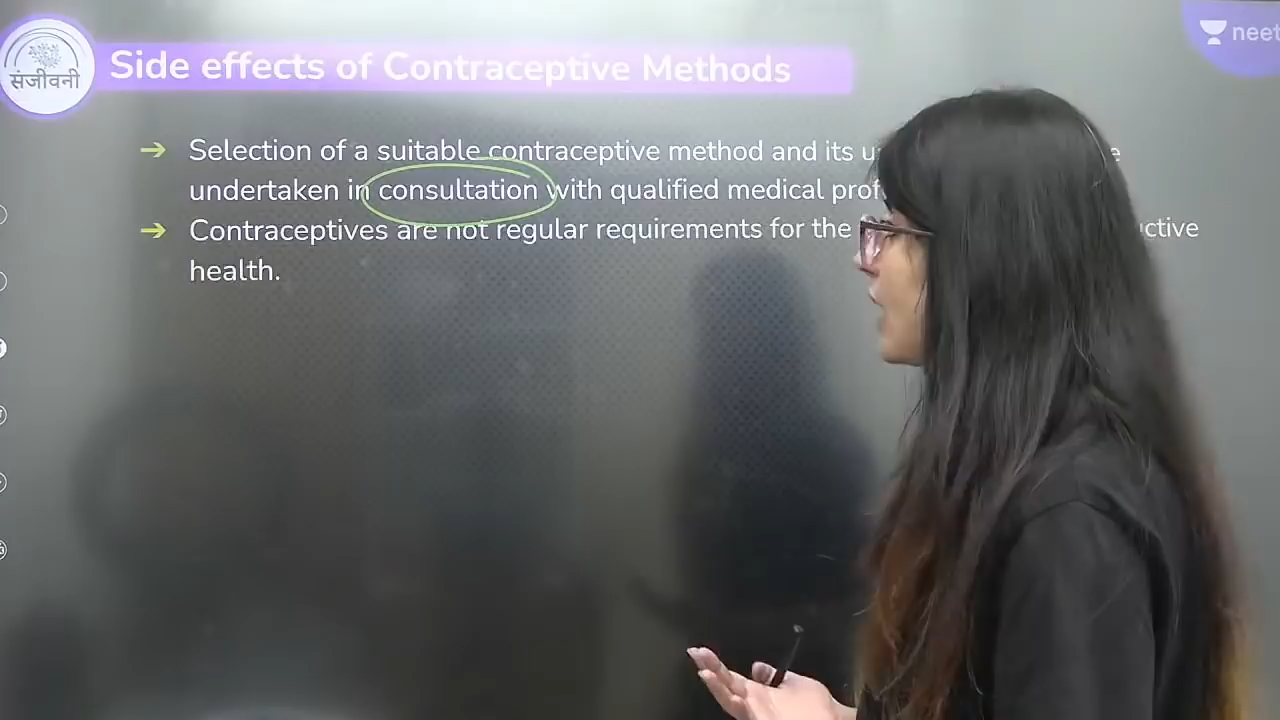 संजीवनी
Side effects of Contraceptive Methods
neet
Selection of a suitable contraceptive method and its
undertaken in consultation with qualified medical
Contraceptives are not regular requirements for the
health.